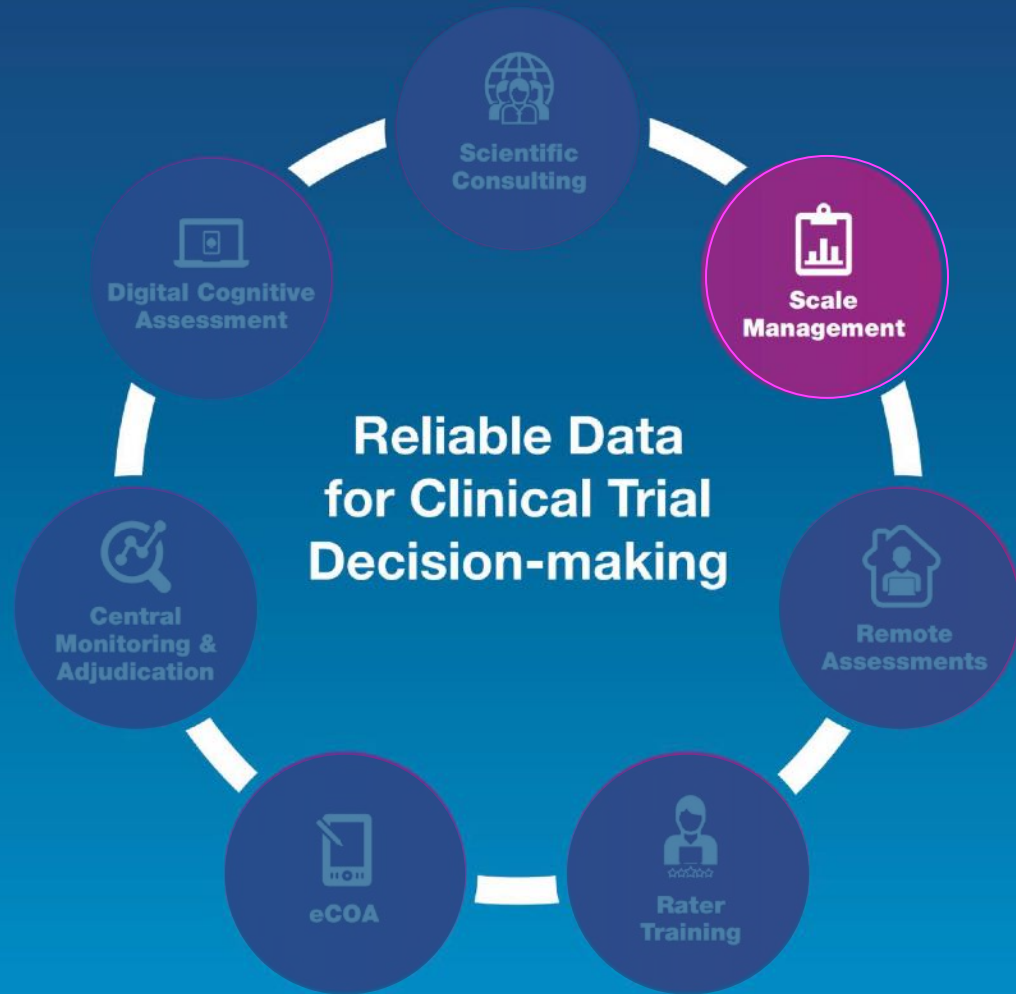 Scientific
Consulting
Scale
Management
Remote
Assessments
Rater
Training
eCOA
Central
Monitoring &
Adjudication
Digital Cognitive
Assessment
Reliable Data
for Clinical Trial
Decision-making